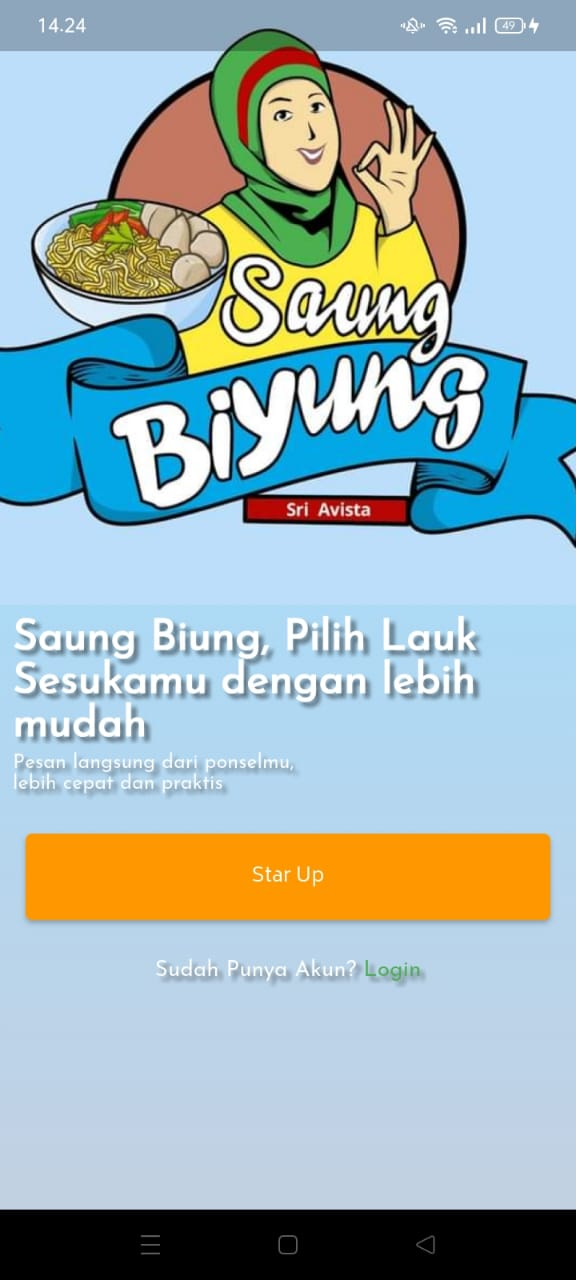 14.24
49
Saung
Biyung
Sri Avista
Saung Biung, Pilih Lauk
Sesukamu dengan lebih
mudah
Pesan langsung dari ponselmu,
lebih cepat dan praktis
Star Up
Sudah Punya Akun? Login